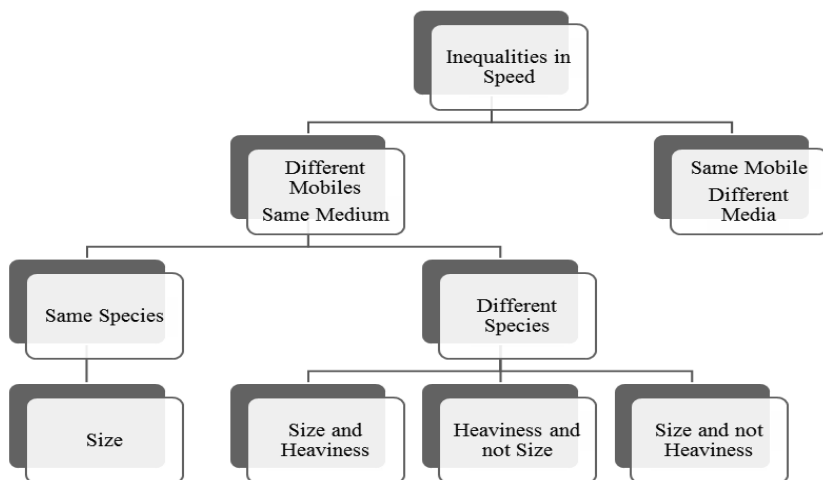 Inequalities in
Speed
Different
Mobiles
Same Medium
Same Mobile
Different
Media
Same Species
Different
Species
Size
Size and
Heaviness
Heaviness and
not Size
Size and not
Heaviness